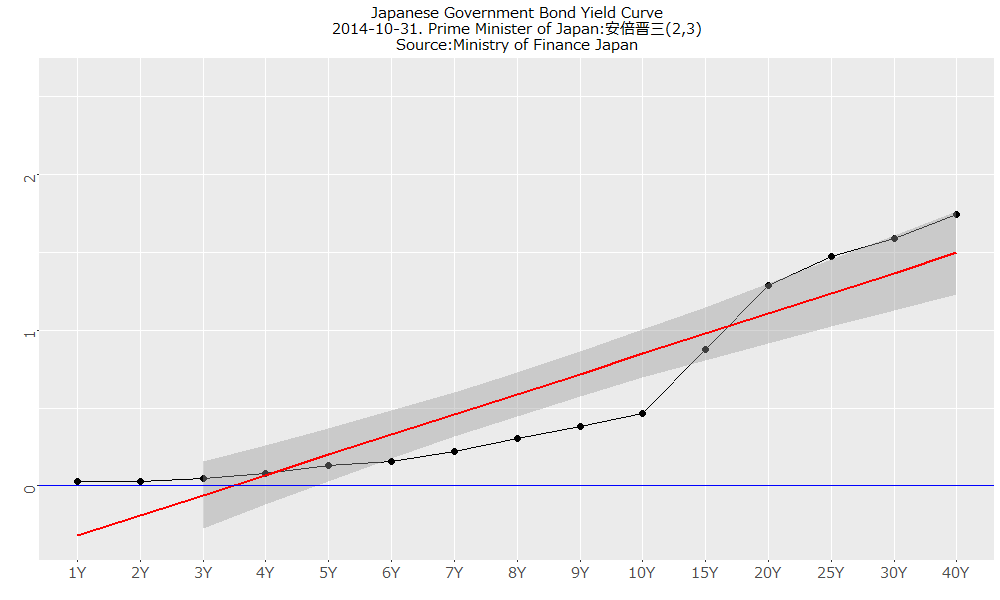 Japanese Government Bond Yield Curve
2014-10-31. Prime Minister of Japan:安倍晋三(2,3)
Source:Ministry of Finance Japan
2
1
0
1Y 2Y 3Y 4Y 5Y 6Y 7Y 8Y 9Y 10Y 15Y 20Y 25Y 30Y 40Y